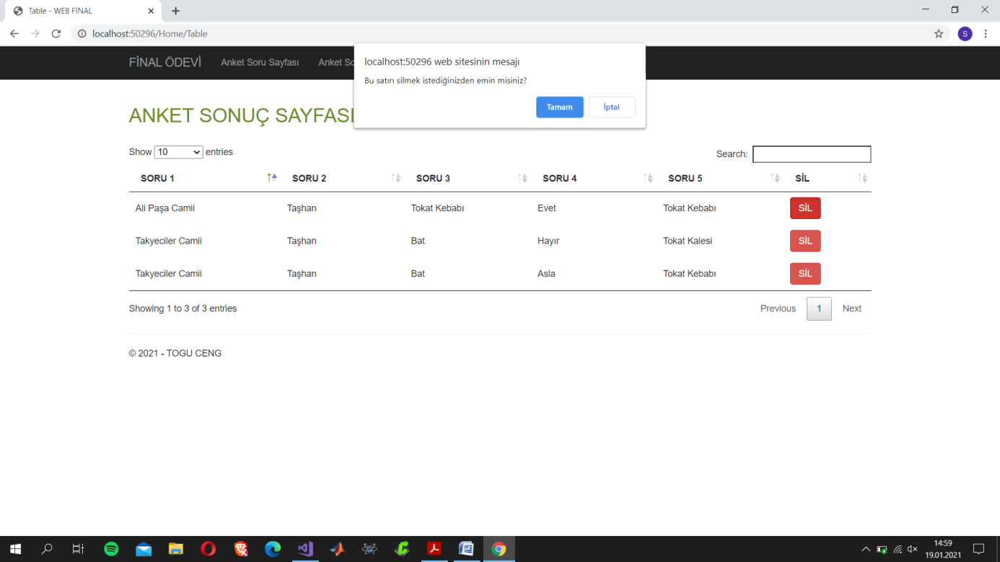 Table - WEB FİNAL
localhost:50296/Home/Table
S
FİNAL ÖDEVİ Anket Soru Sayfası Anket So
localhost:50296 web sitesinin mesajı
Bu satırı silmek istediğinizden emin misiniz?
Tamam İptal
ANKET SONUÇ SAYFASI
Show 10 entries
Search:
SORU 1 SORU 2 SORU 3 SORU 4 SORU 5 SİL
Ali Paşa Camii Taşhan Tokat Kebabı Evet Tokat Kebabı SİL
Takyeciler Camii Taşhan Bat Hayır Tokat Kalesi SİL
Takyeciler Camii Taşhan Bat Asla Tokat Kebabı SİL
Showing 1 to 3 of 3 entries
Previous 1 Next
© 2021 - TOGU CENG
14:59
19.01.2021